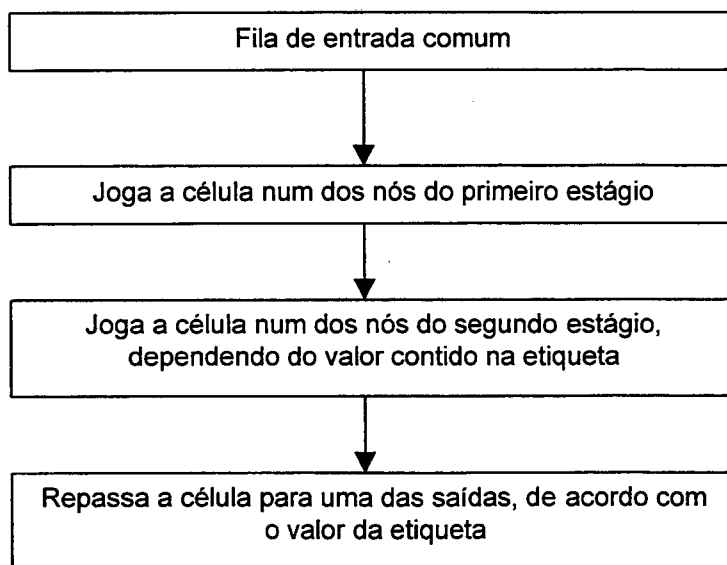 Fila de entrada comum
Joga a célula num dos nós do primeiro estágio
Joga a célula num dos nós do segundo estágio,
dependendo do valor contido na etiqueta
Repassa a célula para uma das saídas, de acordo com
o valor da etiqueta